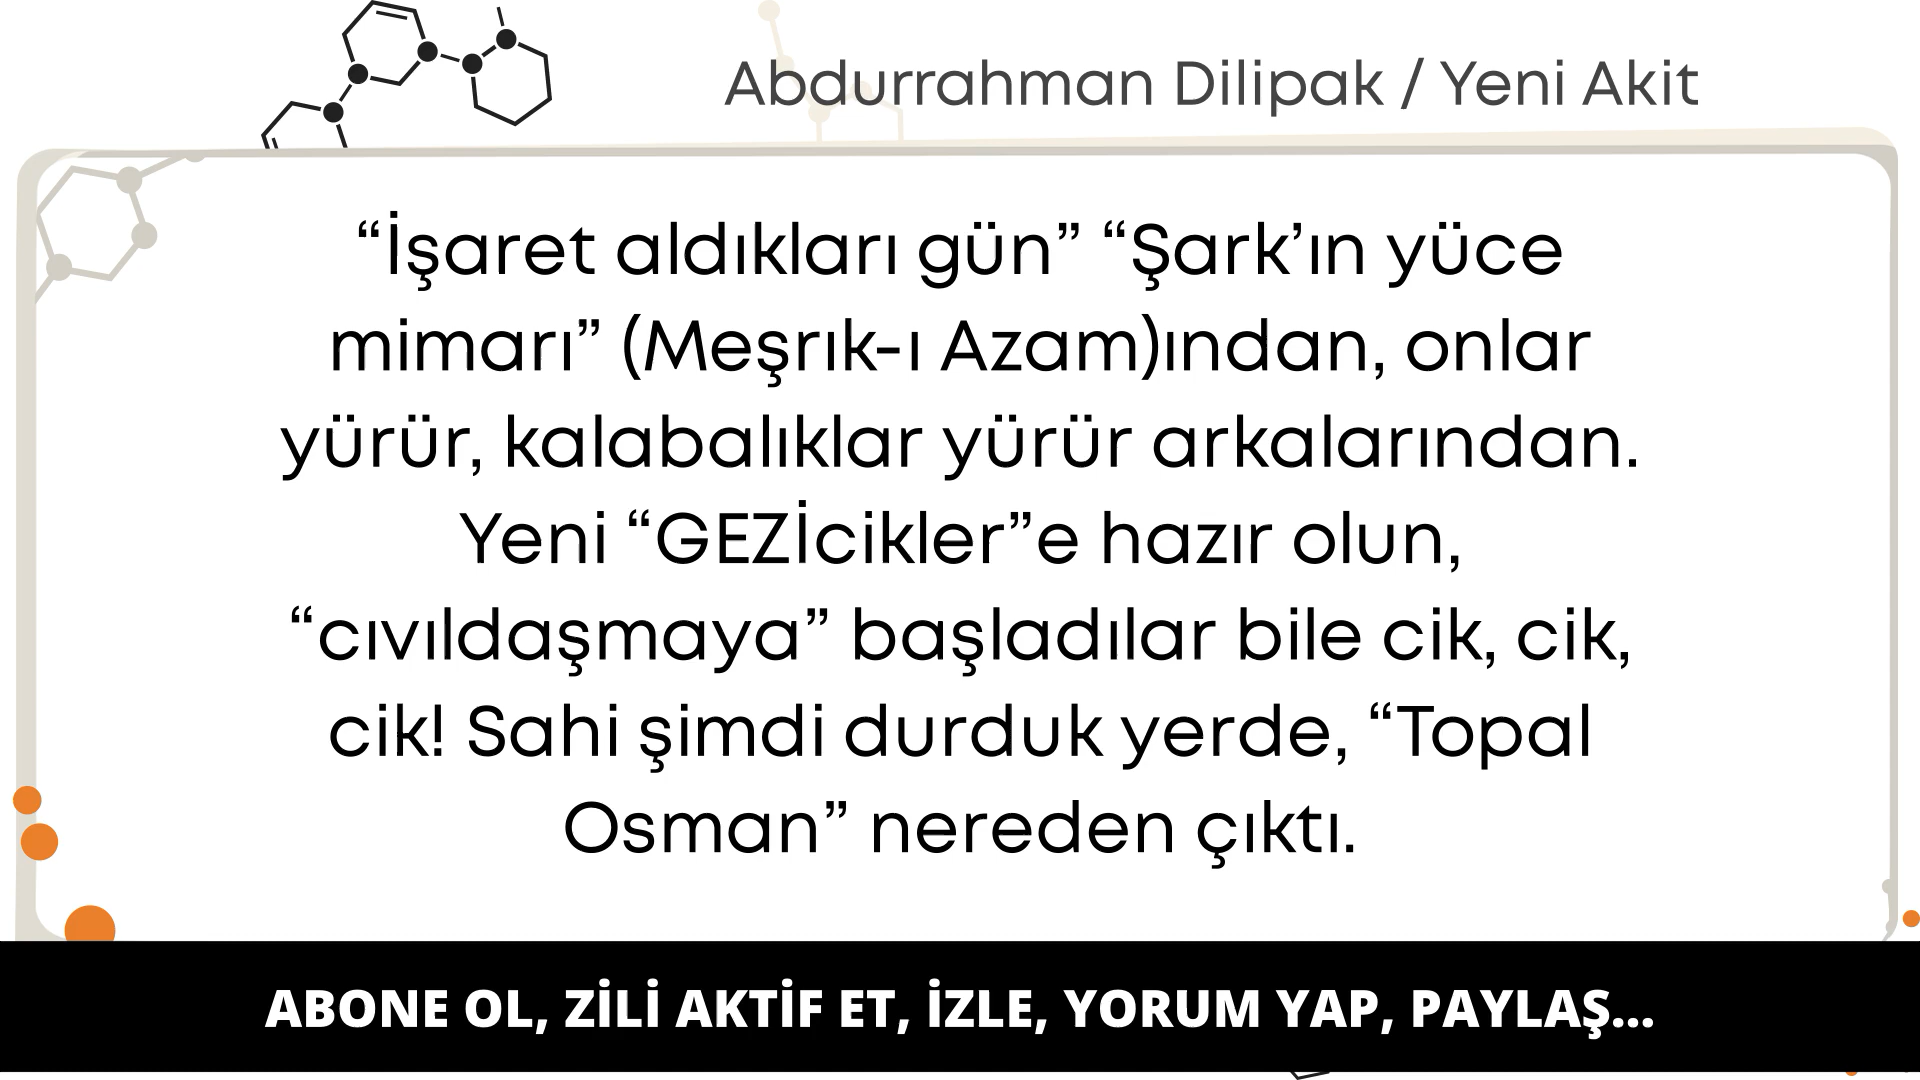 Abdurrahman Dilipak / Yeni Akit
“İşaret aldıkları gün” “Şark’ın yüce
mimarı” (Meşrık-ı Azam)ından, onlar
yürür, kalabalıklar yürür arkalarından.
Yeni “GEZİcikler”e hazır olun,
“cıvıldaşmaya” başladılar bile cik, cik,
cik! Sahi şimdi durduk yerde, “Topal
Osman” nereden çıktı.
ABONE OL, ZİLİ AKTİF ET, İZLE, YORUM YAP, PAYLAŞ...